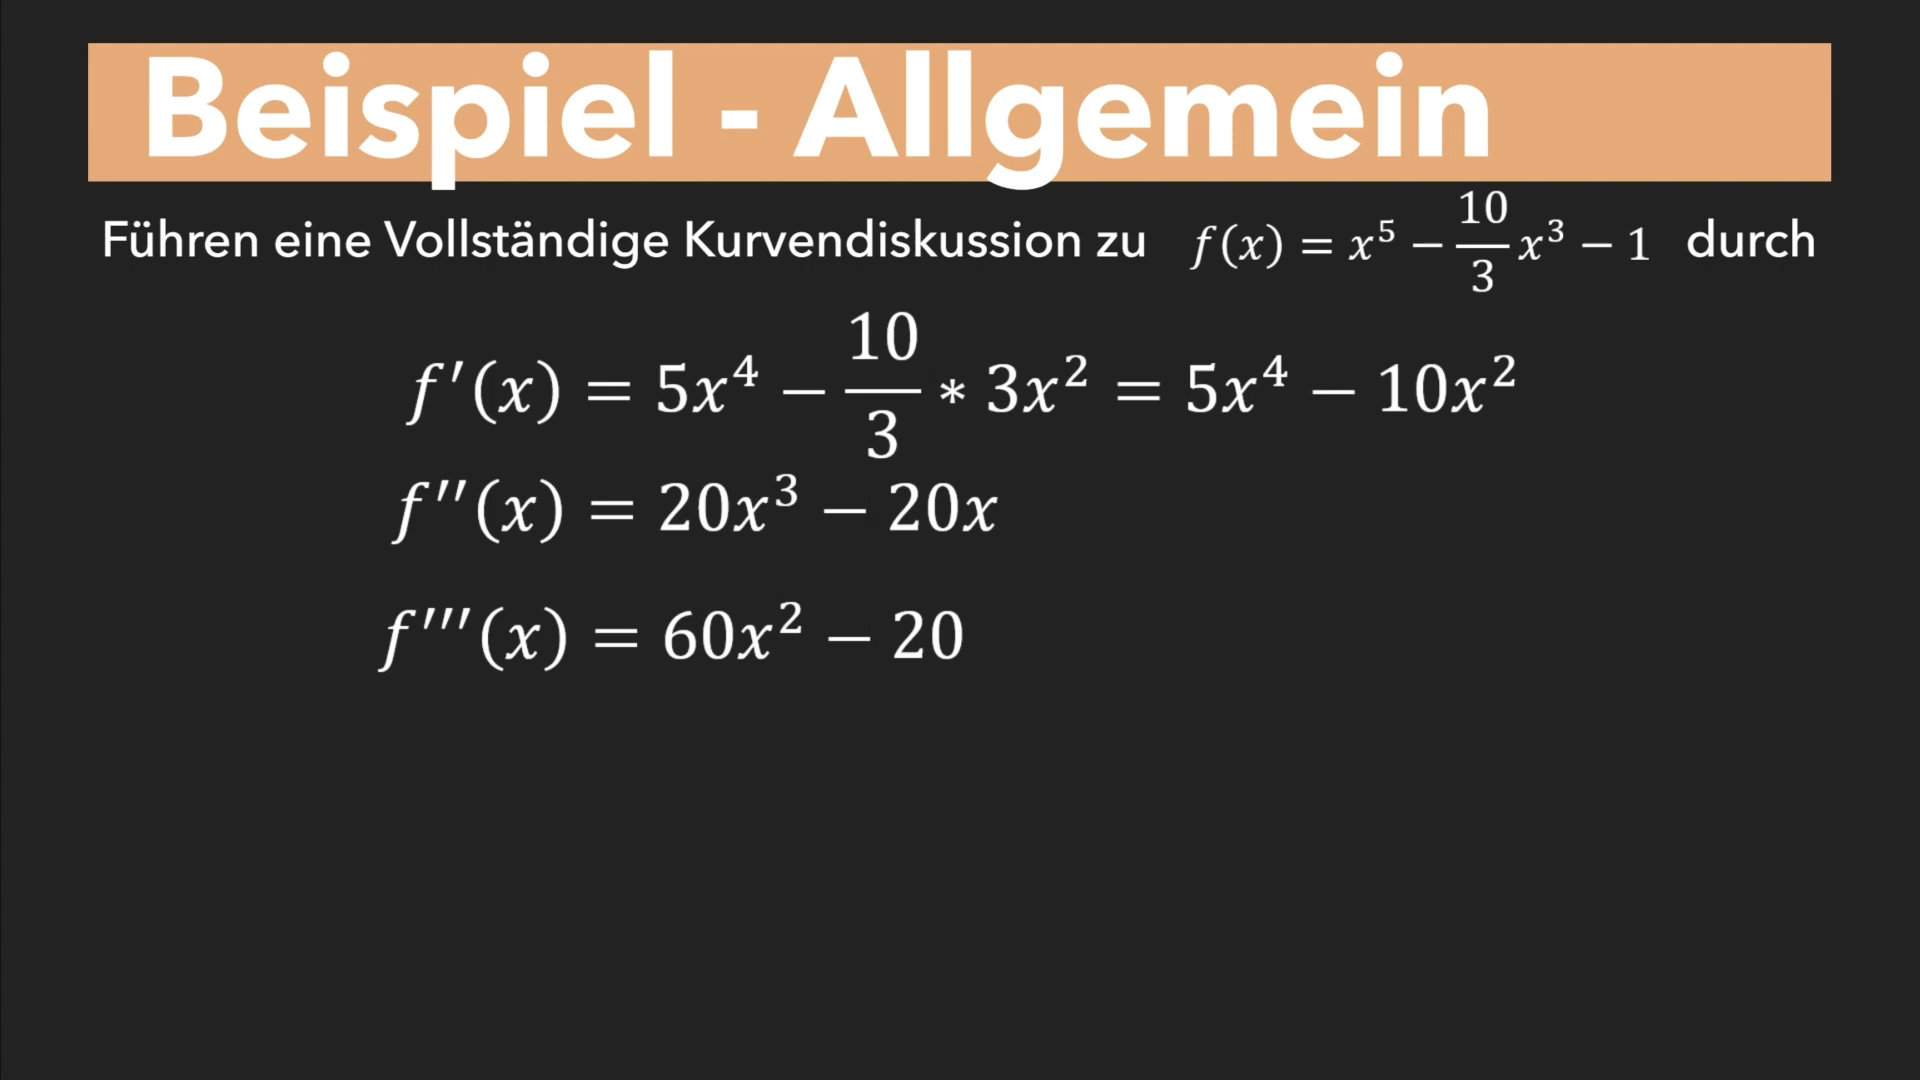 Beispiel - Allgemein
Führen eine Vollständige Kurvendiskussion zu f(x) = x⁵ − 10/3 x³ − 1 durch
f′(x) = 5x⁴ − 10/3 ∗ 3x² = 5x⁴ − 10x²
f′′(x) = 20x³ − 20x
f′′′(x) = 60x² − 20